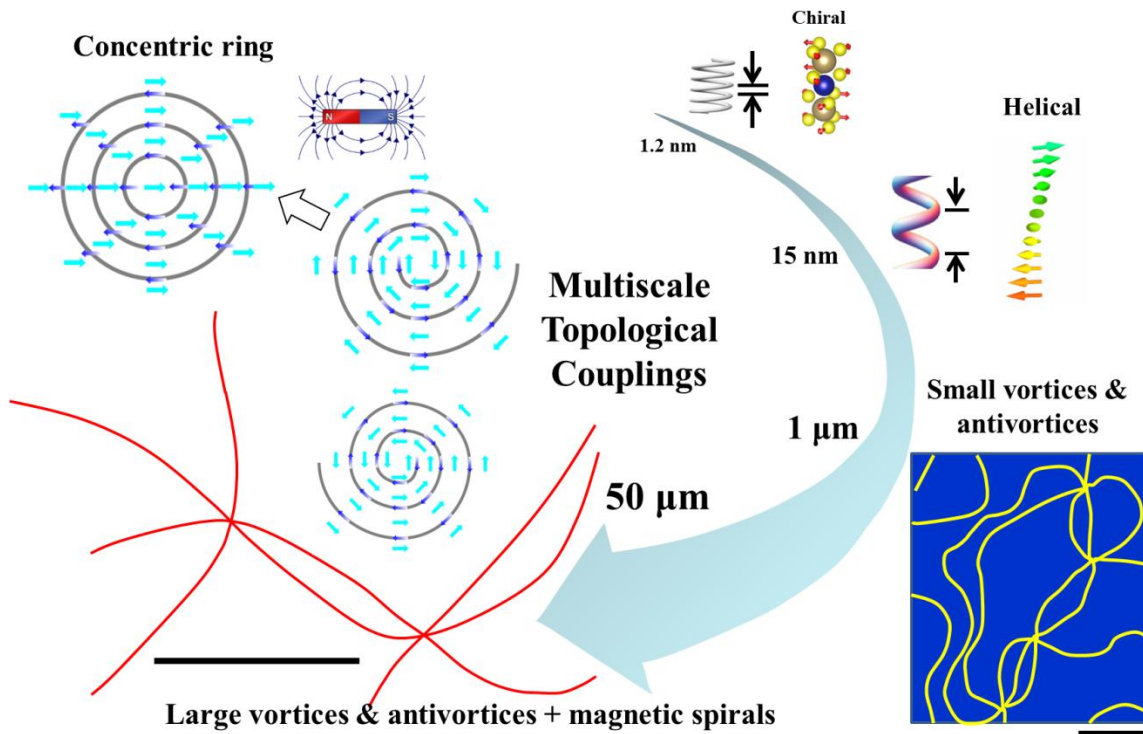 Concentric ring
N
S
Chiral
1.2 nm
Helical
15 nm
Multiscale
Topological
Couplings
Small vortices &
antivortices
1 μm
50 μm
Large vortices & antivortices + magnetic spirals